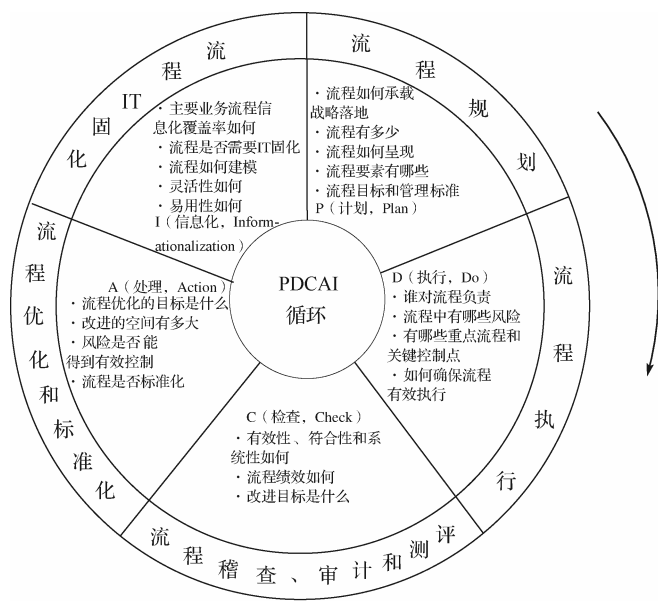 流程规划
・流程如何承载
战略落地
・流程有多少
・流程如何呈现
・流程要素有哪些
・流程目标和管理标准
P（计划，Plan）
流程执行
D（执行，Do）
・谁对流程负责
・流程中有哪些风险
・有哪些重点流程和
关键控制点
・如何确保流程
有效执行
流程稽查、审计和测评
C（检查，Check）
・有效性、符合性和系
统性如何
・流程绩效如何
・改进目标是什么
流程优化和标准化
A（处理，Action）
・流程优化的目标是什么
・改进的空间有多大
・风险是否能
得到有效控制
・流程是否标准化
流程IT固化
・主要业务流程信
息化覆盖率如何
・流程是否需要IT固化
・流程如何建模
・灵活性如何
・易用性如何
I（信息化，Inform-
ationalization）
PDCAI
循环